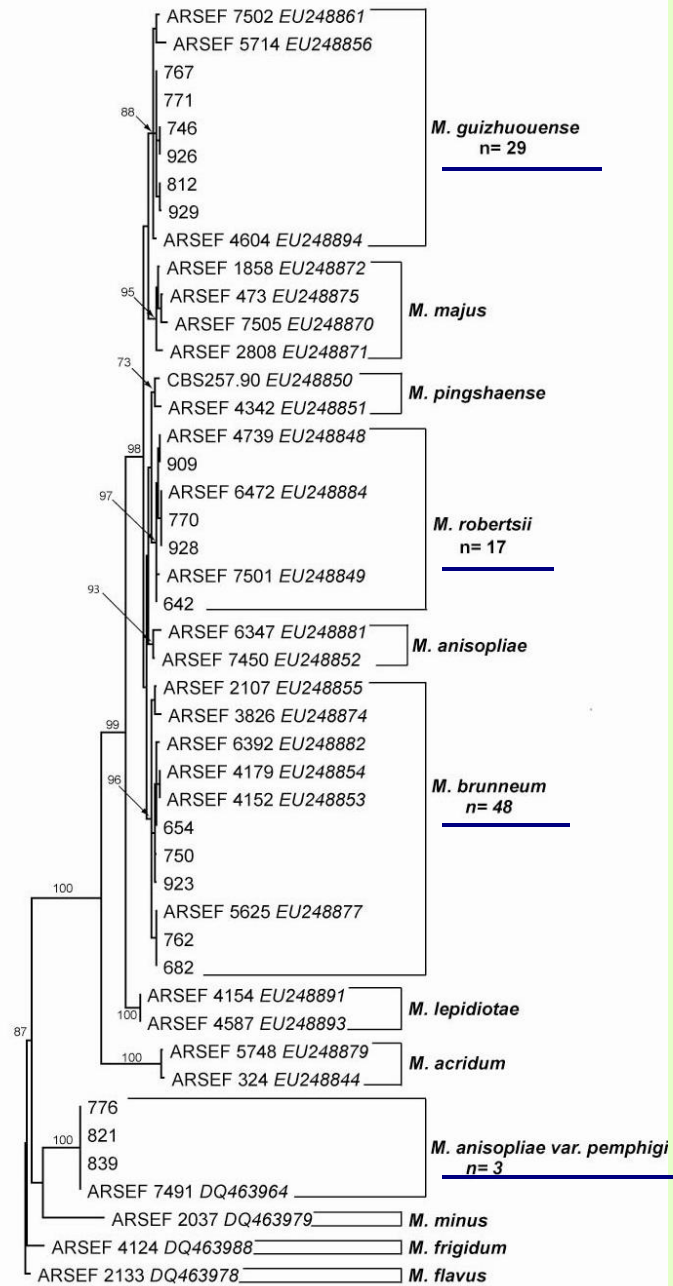 ARSEF 7502 EU248861
ARSEF 5714 EU248856
767
771
88
746
M. guizhuouense
926
n= 29
812
929
ARSEF 4604 EU248894
ARSEF 1858 EU248872
95
ARSEF 473 EU248875
M. majus
ARSEF 7505 EU248870
ARSEF 2808 EU248871
73
CBS257.90 EU248850
M. pingshaense
ARSEF 4342 EU248851
ARSEF 4739 EU248848
98
909
97
ARSEF 6472 EU248884
770
M. robertsii
928
n= 17
ARSEF 7501 EU248849
93
642
ARSEF 6347 EU248881
M. anisopliae
ARSEF 7450 EU248852
ARSEF 2107 EU248855
ARSEF 3826 EU248874
99
ARSEF 6392 EU248882
96
ARSEF 4179 EU248854
M. brunneum
ARSEF 4152 EU248853
n= 48
654
750
923
100
ARSEF 5625 EU248877
762
682
ARSEF 4154 EU248891
M. lepidiotae
100
ARSEF 4587 EU248893
87
ARSEF 5748 EU248879
100
M. acridum
ARSEF 324 EU248844
776
821
100
M. anisopliae var. pemphigi
839
n= 3
ARSEF 7491 DQ463964
ARSEF 2037 DQ463979
M. minus
ARSEF 4124 DQ463988
M. frigidum
ARSEF 2133 DQ463978
M. flavus